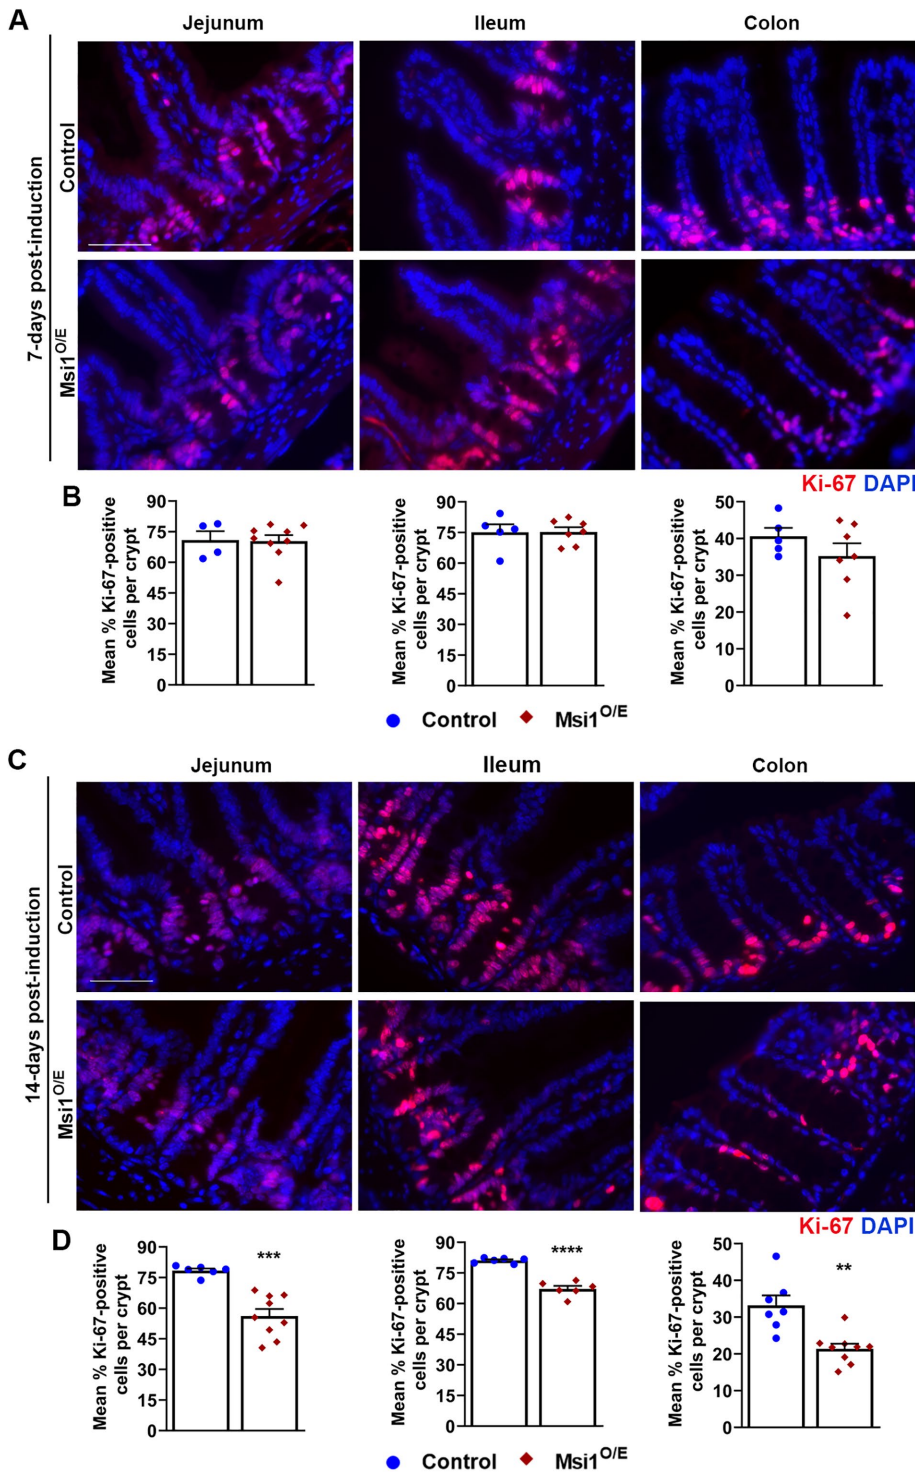 A
Jejunum
Ileum
Colon
7-days post-induction
Control
Msi1O/E
Ki-67 DAPI
B
Mean % Ki-67-positive
cells per crypt
90
75
60
45
30
15
0
Mean % Ki-67-positive
cells per crypt
90
75
60
45
30
15
0
Mean % Ki-67-positive
cells per crypt
50
40
30
20
10
0
Control
Msi1O/E
C
Jejunum
Ileum
Colon
14-days post-induction
Control
Msi1O/E
Ki-67 DAPI
D
Mean % Ki-67-positive
cells per crypt
90
75
60
45
30
15
0
***
Mean % Ki-67-positive
cells per crypt
90
75
60
45
30
15
0
****
Mean % Ki-67-positive
cells per crypt
50
40
30
20
10
0
**
Control
Msi1O/E